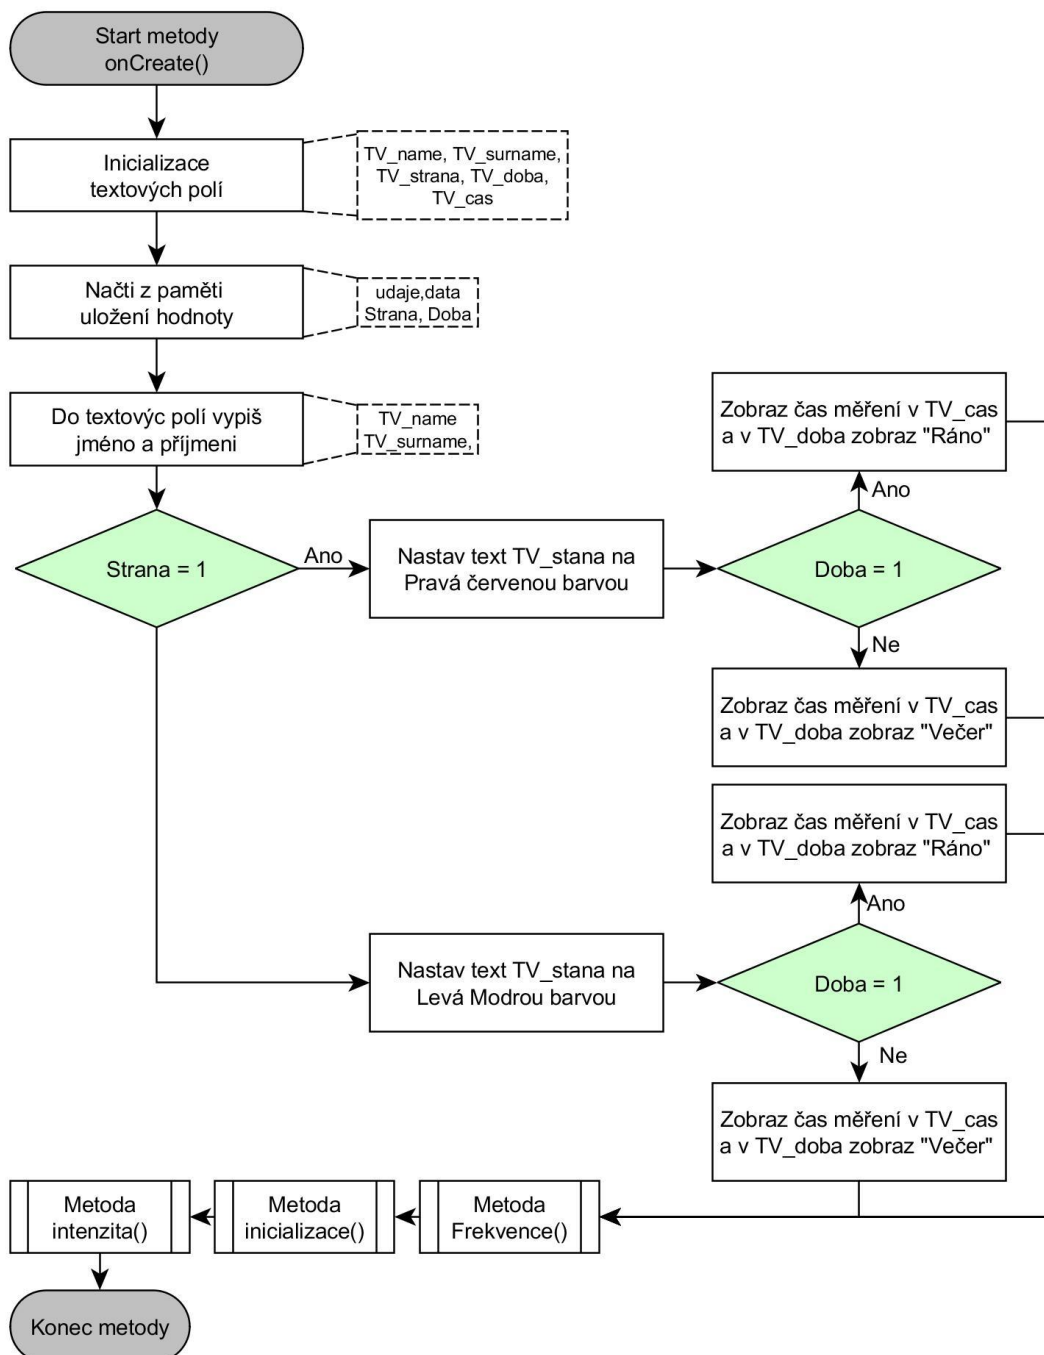 Start metody
onCreate()
Inicializace
textových polí
TV_name, TV_surname,
TV_strana, TV_doba,
TV_cas
Načti z paměti
uložení hodnoty
udaje,data
Strana, Doba
Do textovýc polí vypiš
jméno a příjmeni
TV_name
TV_surname,
Strana = 1
Ano
Nastav text TV_stana na
Pravá červenou barvou
Zobraz čas měření v TV_cas
a v TV_doba zobraz "Ráno"
Ano
Doba = 1
Ne
Zobraz čas měření v TV_cas
a v TV_doba zobraz "Večer"
Zobraz čas měření v TV_cas
a v TV_doba zobraz "Ráno"
Ano
Nastav text TV_stana na
Levá Modrou barvou
Doba = 1
Ne
Zobraz čas měření v TV_cas
a v TV_doba zobraz "Večer"
Metoda
intenzita()
Metoda
inicializace()
Metoda
Frekvence()
Konec metody